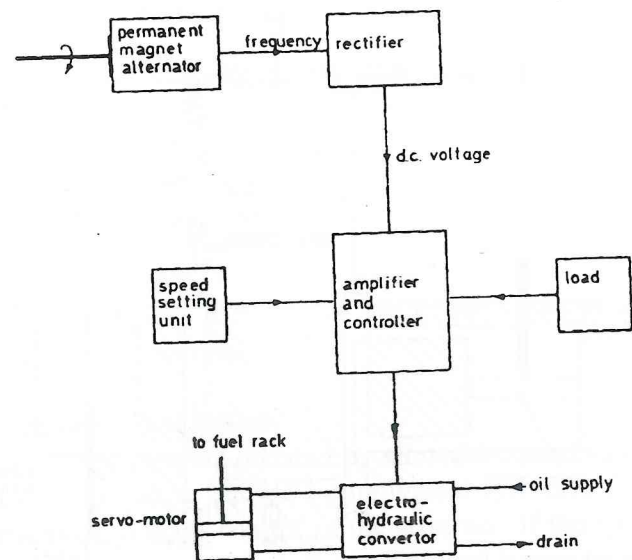 permanent
magnet
alternator
frequency
rectifier
d.c. voltage
speed
setting
unit
amplifier
and
controller
load
to fuel rack
servo-motor
electro-
hydraulic
convertor
oil supply
drain